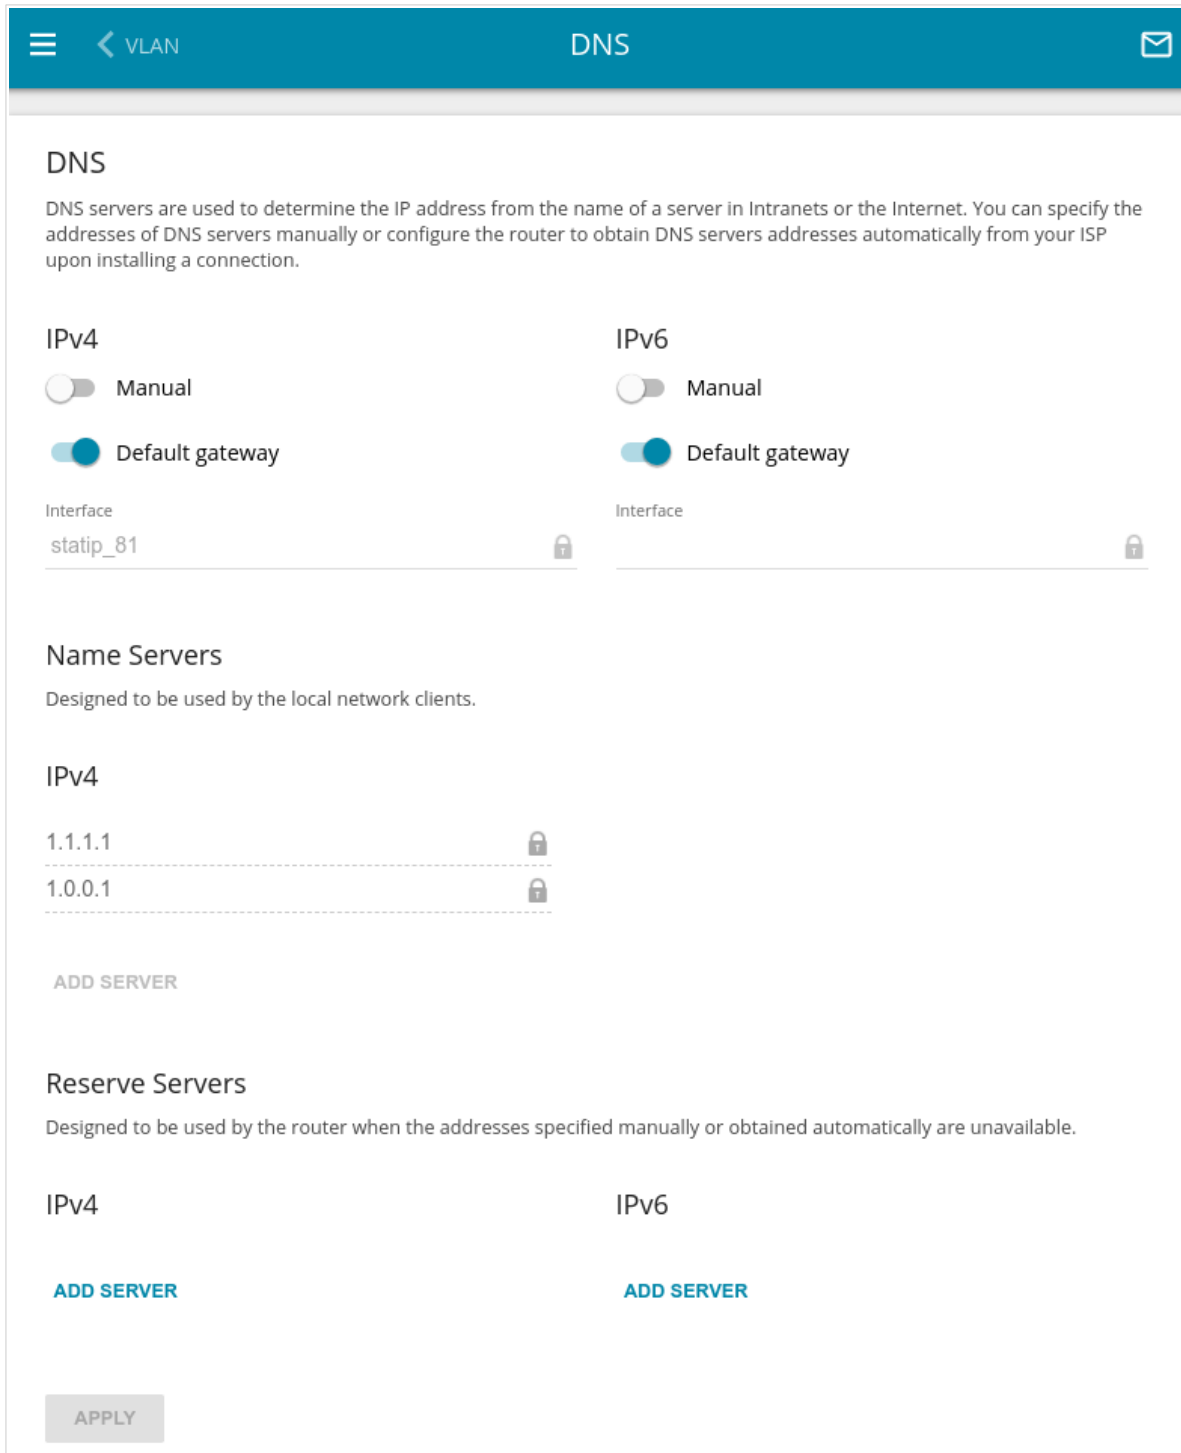 VLAN
DNS
DNS
DNS servers are used to determine the IP address from the name of a server in Intranets or the Internet. You can specify the
addresses of DNS servers manually or configure the router to obtain DNS servers addresses automatically from your ISP
upon installing a connection.
IPv4
IPv6
Manual
Manual
Default gateway
Default gateway
Interface
Interface
statip_81
Name Servers
Designed to be used by the local network clients.
IPv4
1.1.1.1
1.0.0.1
ADD SERVER
Reserve Servers
Designed to be used by the router when the addresses specified manually or obtained automatically are unavailable.
IPv4
IPv6
ADD SERVER
ADD SERVER
APPLY